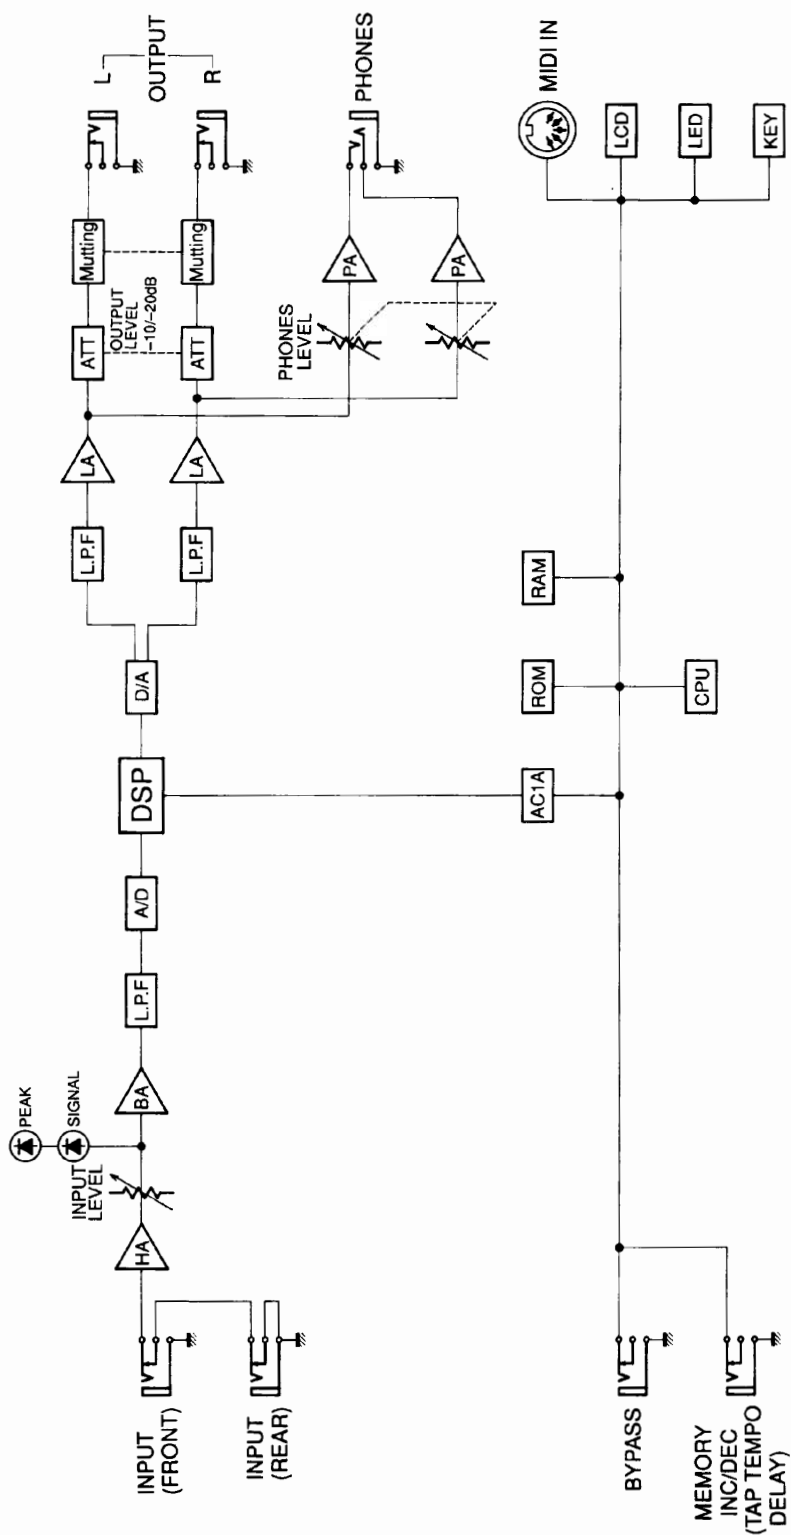 INPUT
(FRONT)
INPUT
(REAR)
HA
INPUT
LEVEL
PEAK
SIGNAL
BA
L.P.F
A/D
DSP
D/A
L.P.F
L.P.F
LA
LA
ATT
OUTPUT
LEVEL
-10/-20dB
ATT
Mutting
Mutting
L
OUTPUT
R
PHONES
LEVEL
PA
PA
PHONES
BYPASS
MEMORY
INC/DEC
(TAP TEMPO
DELAY)
AC1A
ROM
RAM
CPU
MIDI IN
LCD
LED
KEY